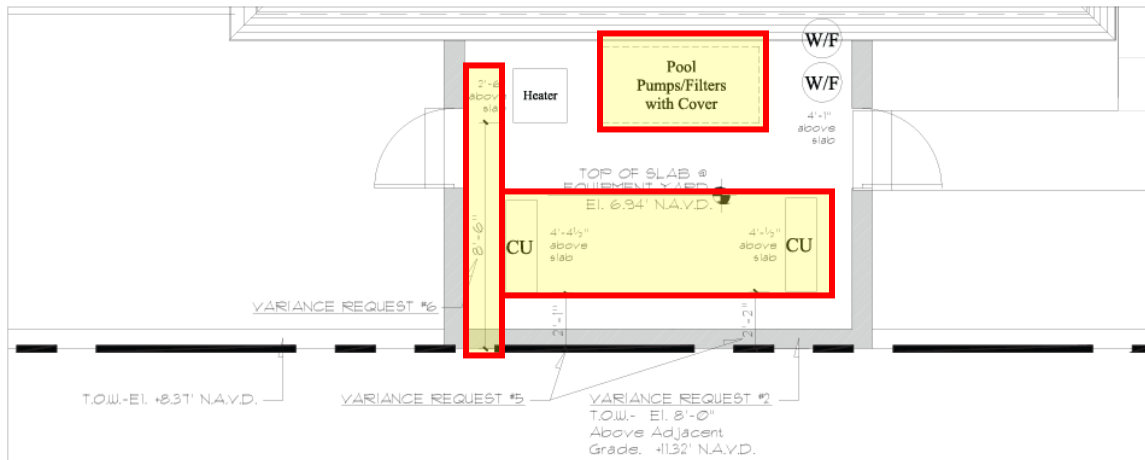 W/F
Pool
Pumps/Filters
with Cover
2'-6"
above
slab
Heater
W/F
4'-1"
above
slab
TOP OF SLAB @
EQUIPMENT YARD
El. 6.94' N.A.V.D.
CU
4'-4½"
above
slab
4'-½"
above
slab
CU
8'-6"
VARIANCE REQUEST #6
2'-1"
2'-2"
T.O.W.-El. +8.37' N.A.V.D.
VARIANCE REQUEST #5
VARIANCE REQUEST #2
T.O.W.- El. 8'-0"
Above Adjacent
Grade. +11.32' N.A.V.D.